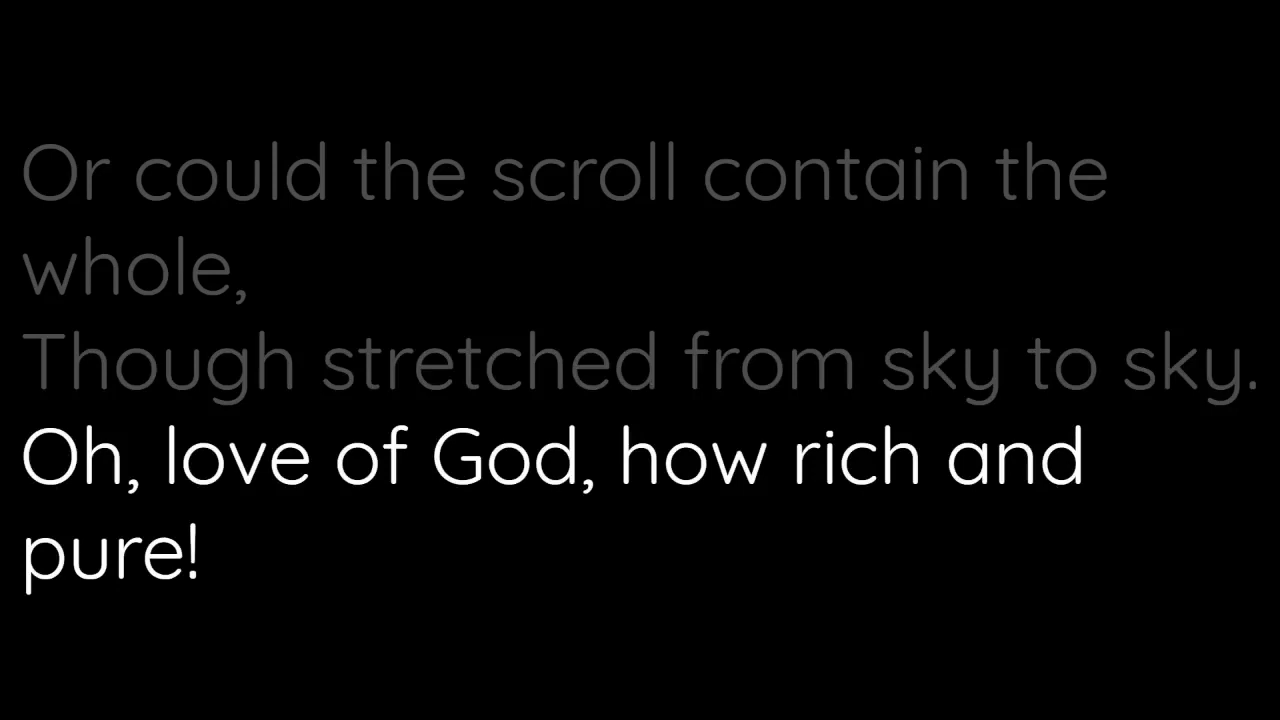 Or could the scroll contain the
whole,
Though stretched from sky to sky.
Oh, love of God, how rich and
pure!